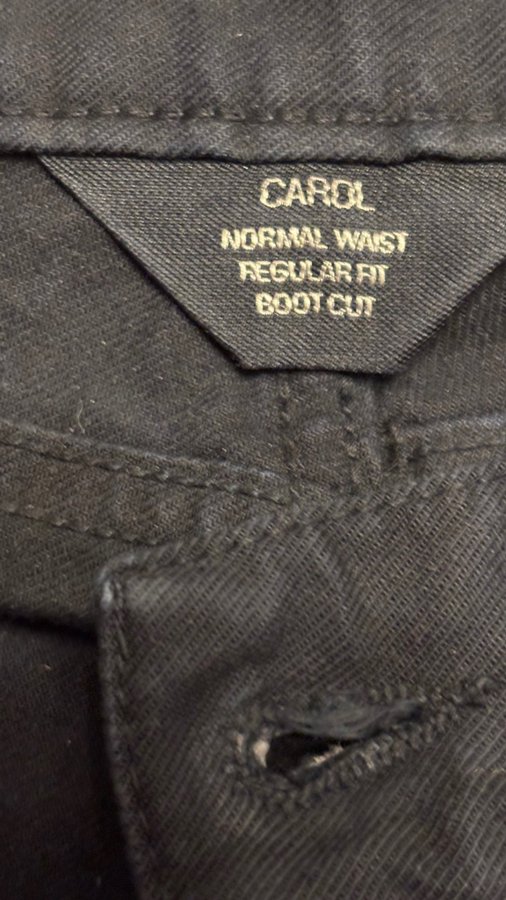 CAROL
NORMAL WAIST
REGULAR FIT
BOOT CUT